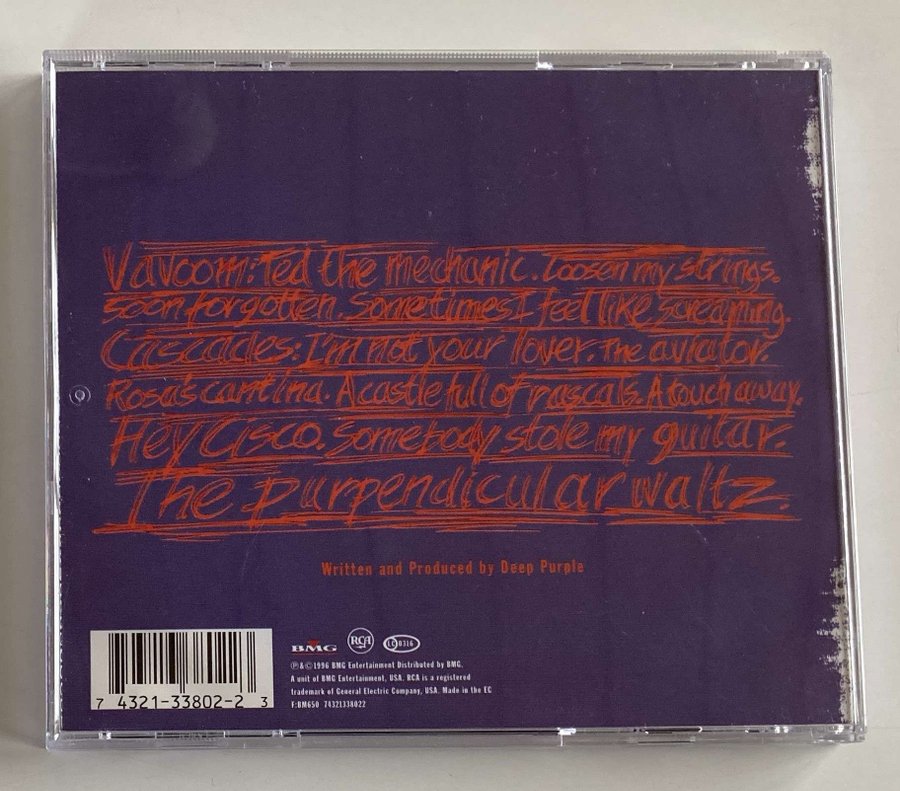 Vavoom: Ted the mechanic. Loosen my strings.
Soon forgotten. Sometimes I feel like screaming.
Cascades: I'm not your lover. The aviator.
Rosa's cantina. A castle full of rascals. A touch away.
Hey Cisco. Somebody stole my guitar.
The purpendicular waltz.
Written and Produced by Deep Purple
BMG RCA LC 0316
℗&©1996 BMG Entertainment Distributed by BMG.
A unit of BMG Entertainment, USA. RCA is a registered
trademark of General Electric Company, USA. Made in the EC
F:BM650 74321338022
7 4321-33802-2 3